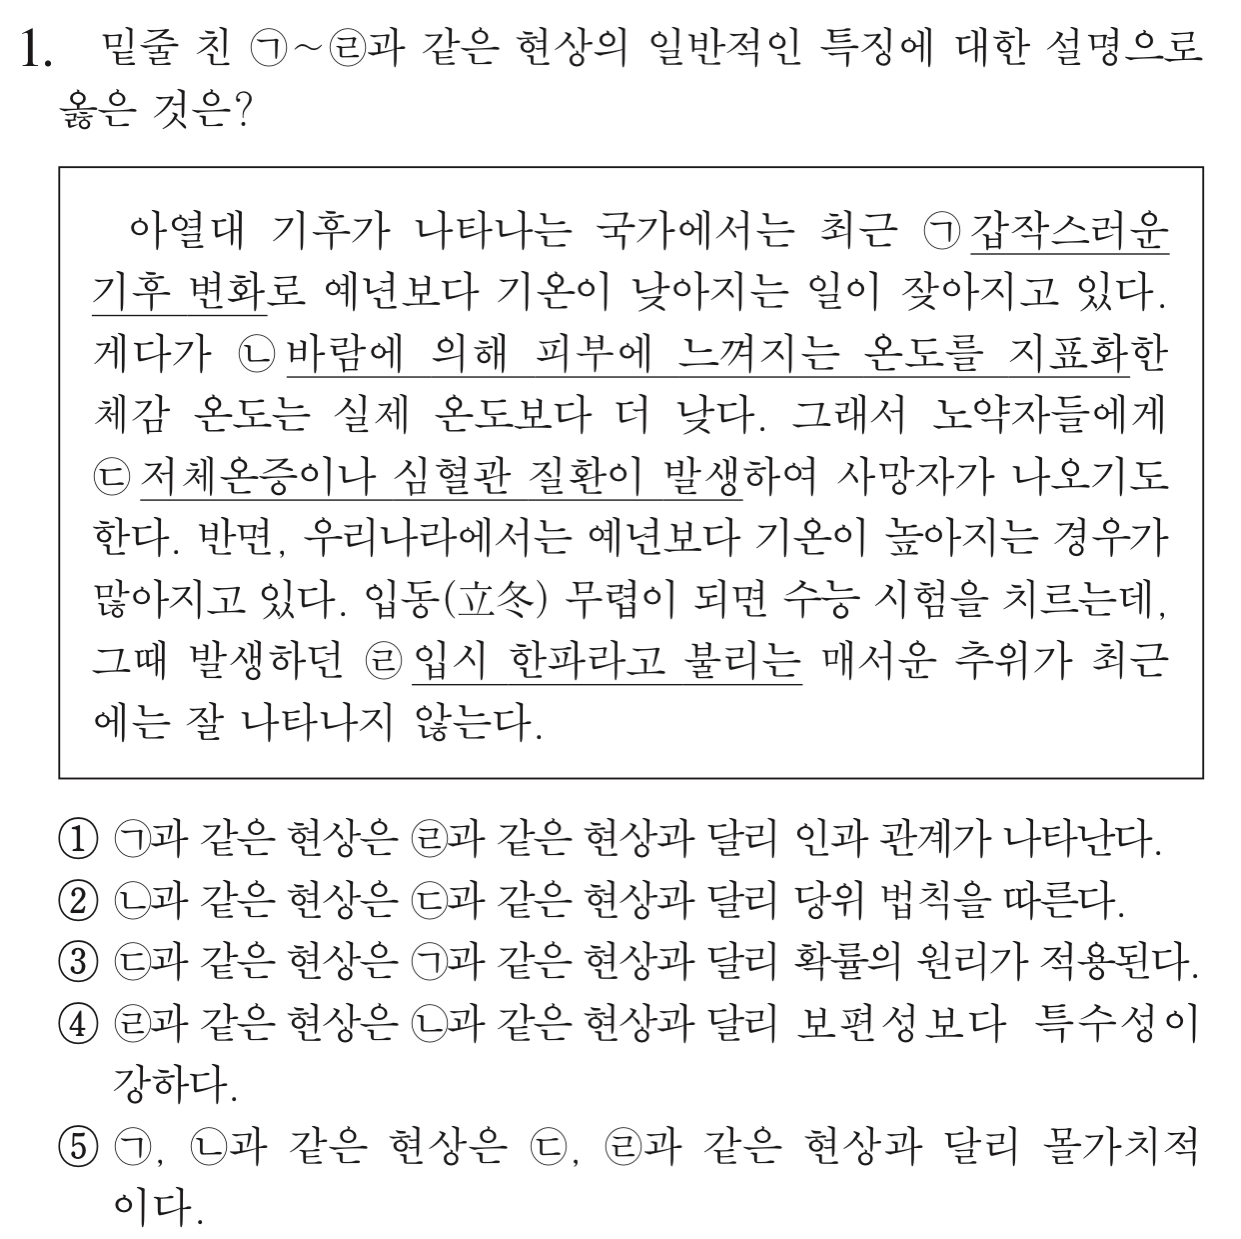 1. 밑줄 친 ㉠~㉣과 같은 현상의 일반적인 특징에 대한 설명으로
옳은 것은?
아열대 기후가 나타나는 국가에서는 최근 ㉠갑작스러운
기후 변화로 예년보다 기온이 낮아지는 일이 잦아지고 있다.
게다가 ㉡바람에 의해 피부에 느껴지는 온도를 지표화한
체감 온도는 실제 온도보다 더 낮다. 그래서 노약자들에게
㉢저체온증이나 심혈관 질환이 발생하여 사망자가 나오기도
한다. 반면, 우리나라에서는 예년보다 기온이 높아지는 경우가
많아지고 있다. 입동(立冬) 무렵이 되면 수능 시험을 치르는데,
그때 발생하던 ㉣입시 한파라고 불리는 매서운 추위가 최근
에는 잘 나타나지 않는다.
① ㉠과 같은 현상은 ㉣과 같은 현상과 달리 인과 관계가 나타난다.
② ㉡과 같은 현상은 ㉢과 같은 현상과 달리 당위 법칙을 따른다.
③ ㉢과 같은 현상은 ㉠과 같은 현상과 달리 확률의 원리가 적용된다.
④ ㉣과 같은 현상은 ㉡과 같은 현상과 달리 보편성보다 특수성이
강하다.
⑤ ㉠, ㉡과 같은 현상은 ㉢, ㉣과 같은 현상과 달리 몰가치적
이다.